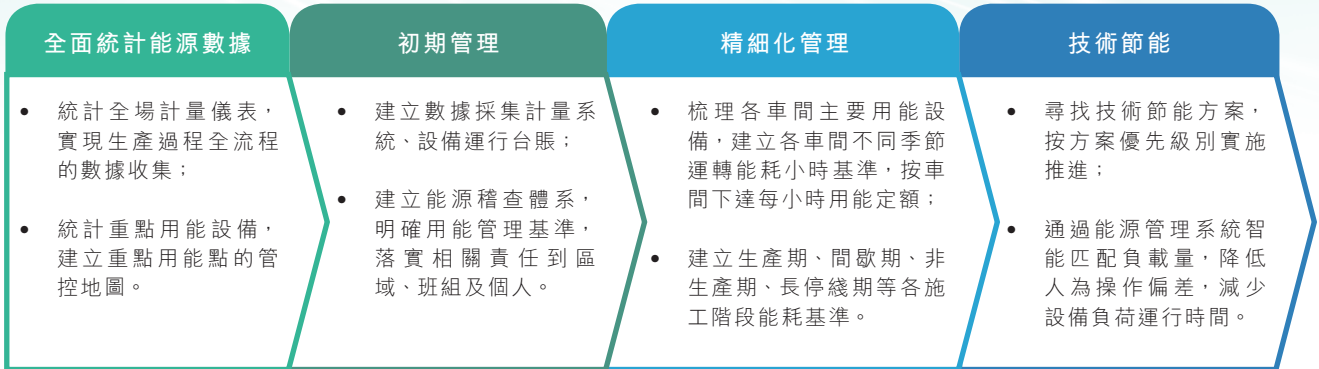 全面統計能源數據
• 統計全場計量儀表，
實現生產過程全流程
的數據收集；
• 統計重點用能設備，
建立重點用能點的管
控地圖。
初期管理
• 建立數據採集計量系
統、設備運行台賬；
• 建立能源稽查體系，
明確用能管理基準，
落實相關責任到區
域、班組及個人。
精細化管理
• 梳理各車間主要用能設
備，建立各車間不同季節
運轉能耗小時基準，按車
間下達每小時用能定額；
• 建立生產期、間歇期、非
生產期、長停綫期等各施
工階段能耗基準。
技術節能
• 尋找技術節能方案，
按方案優先級別實施
推進；
• 通過能源管理系統智
能匹配負載量，降低
人為操作偏差，減少
設備負荷運行時間。